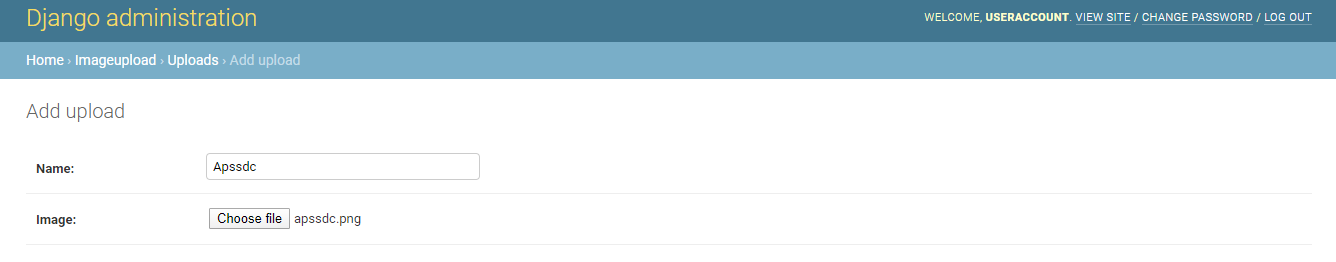 Django administration
WELCOME, USERACCOUNT. VIEW SITE / CHANGE PASSWORD / LOG OUT
Home › Imageupload › Uploads › Add upload
Add upload
Name: Apssdc
Image: Choose file apssdc.png